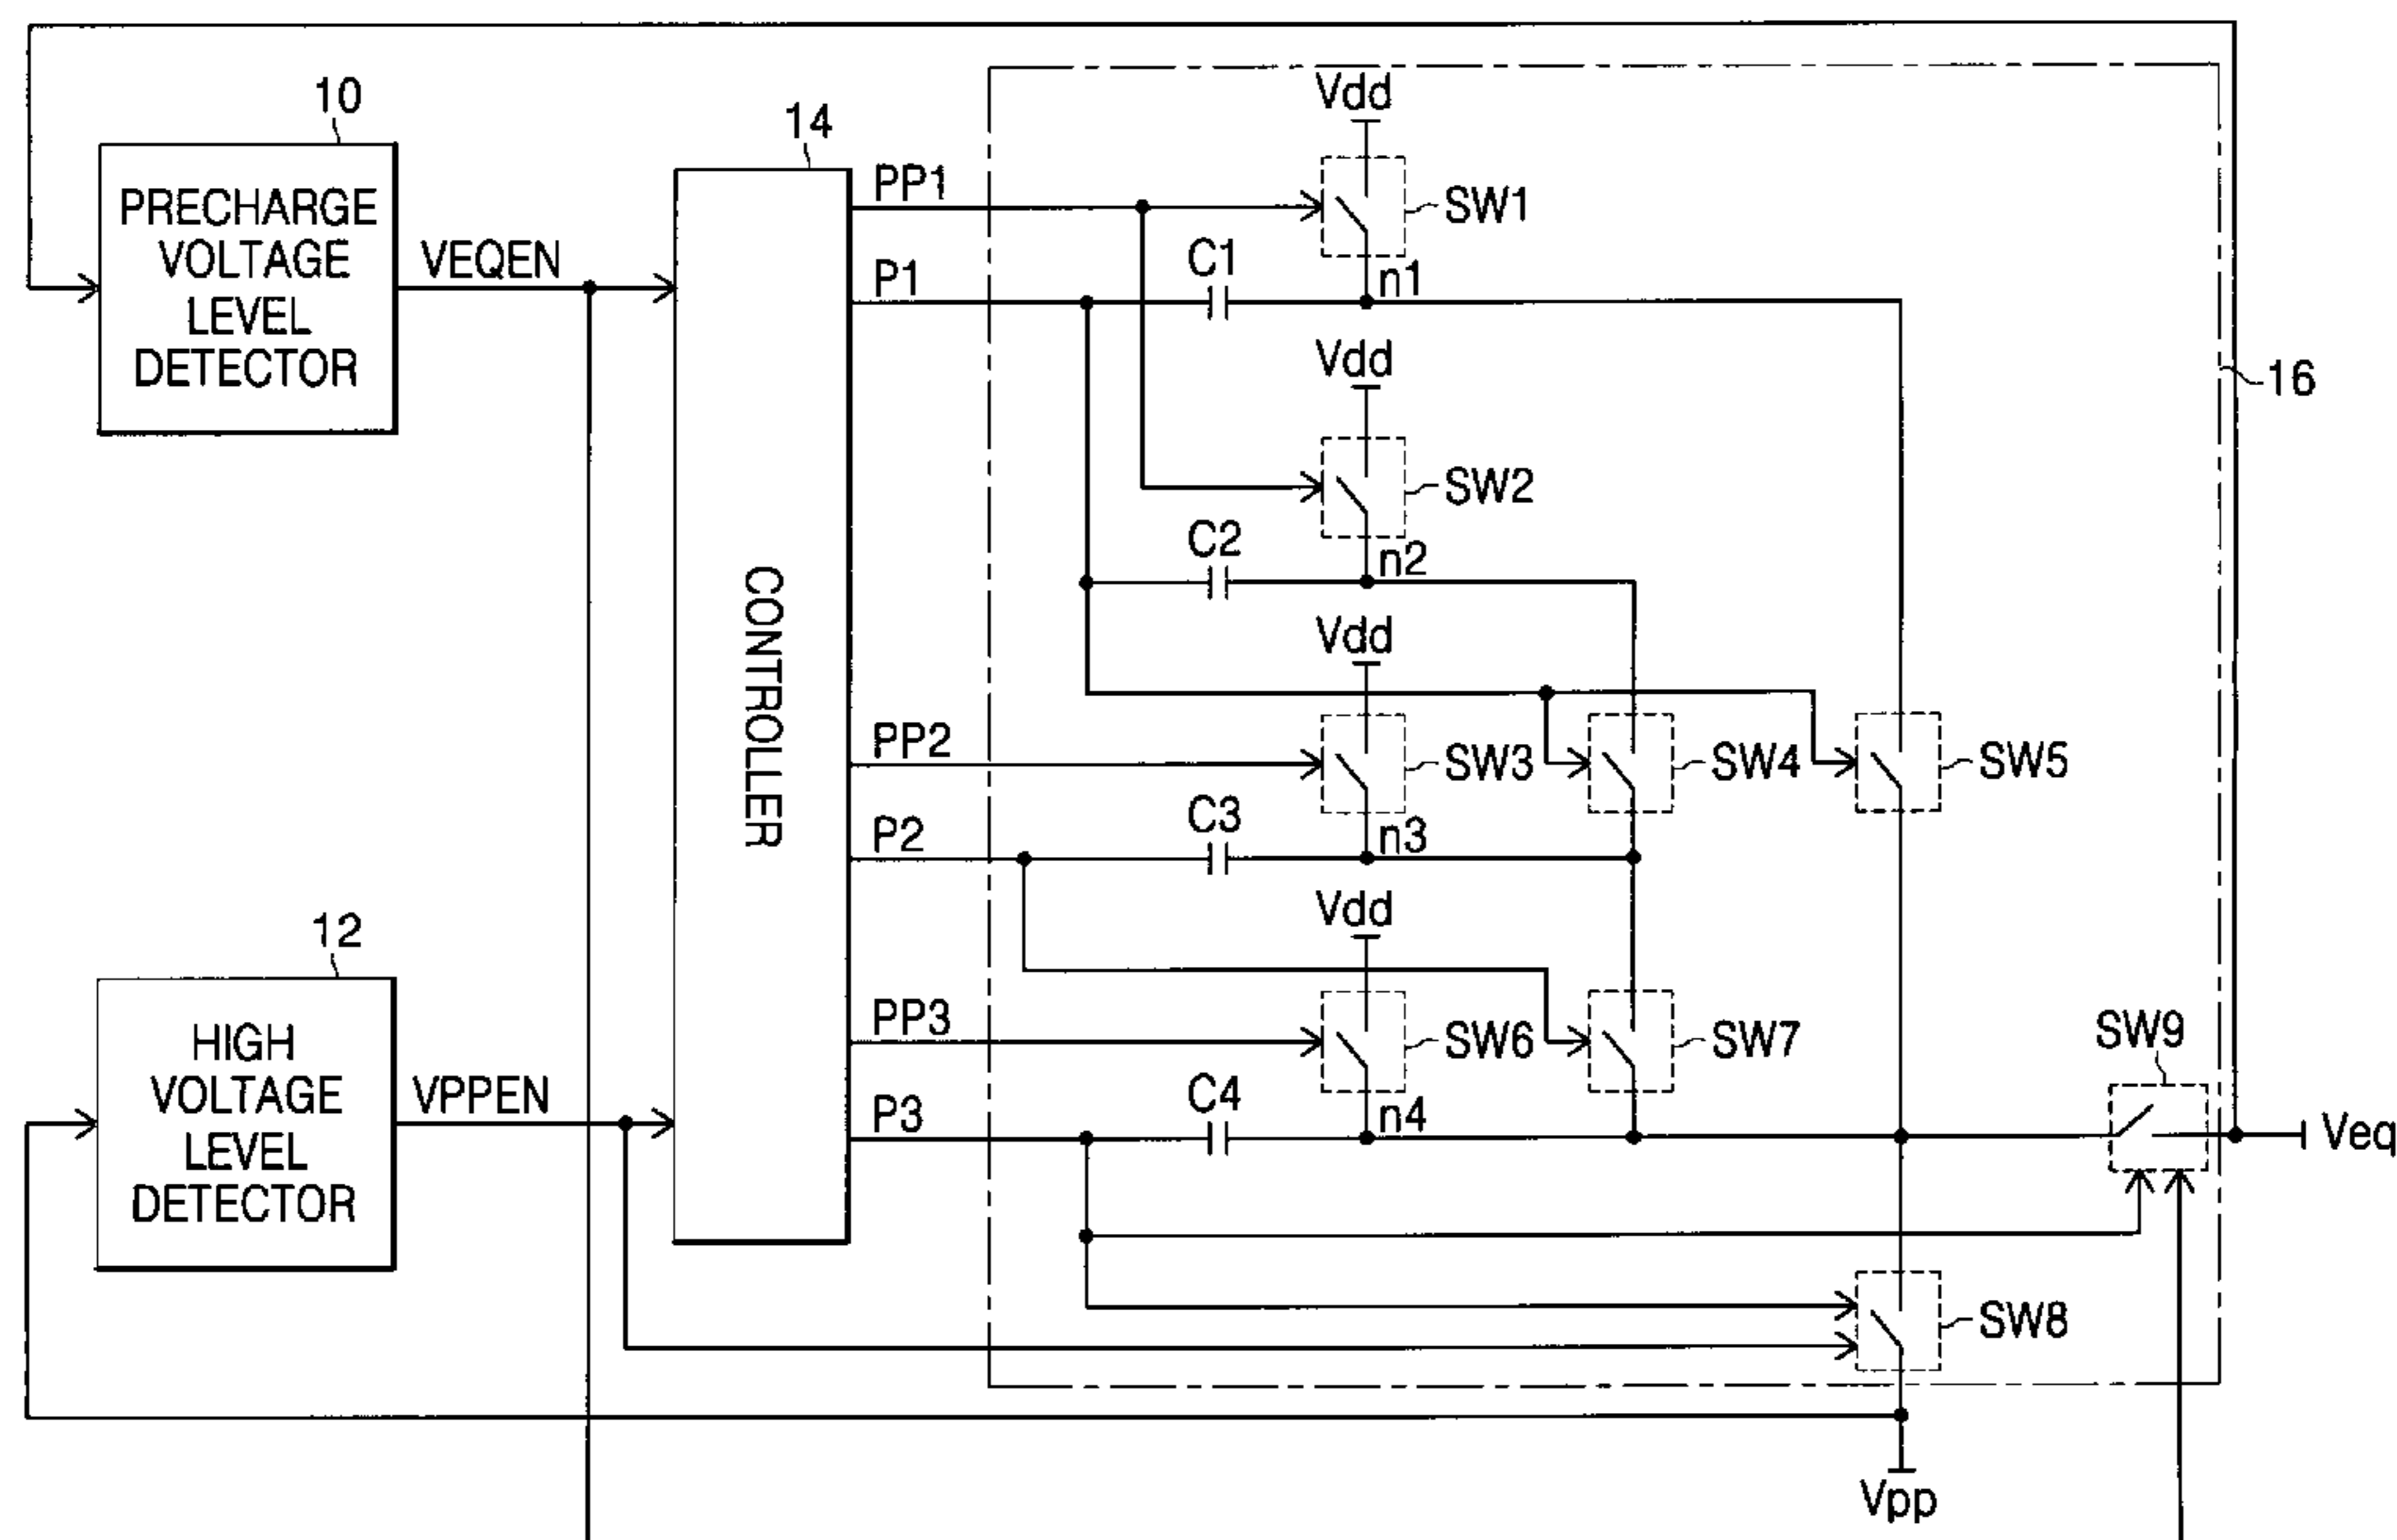 10
PRECHARGE
VOLTAGE
LEVEL
DETECTOR
VEQEN
12
HIGH
VOLTAGE
LEVEL
DETECTOR
VPPEN
14
CONTROLLER
PP1
P1
PP2
P2
PP3
P3
Vdd
SW1
C1
n1
Vdd
SW2
C2
n2
Vdd
SW3
SW4
SW5
C3
n3
Vdd
SW6
SW7
C4
n4
SW9
SW8
16
Veq
Vpp